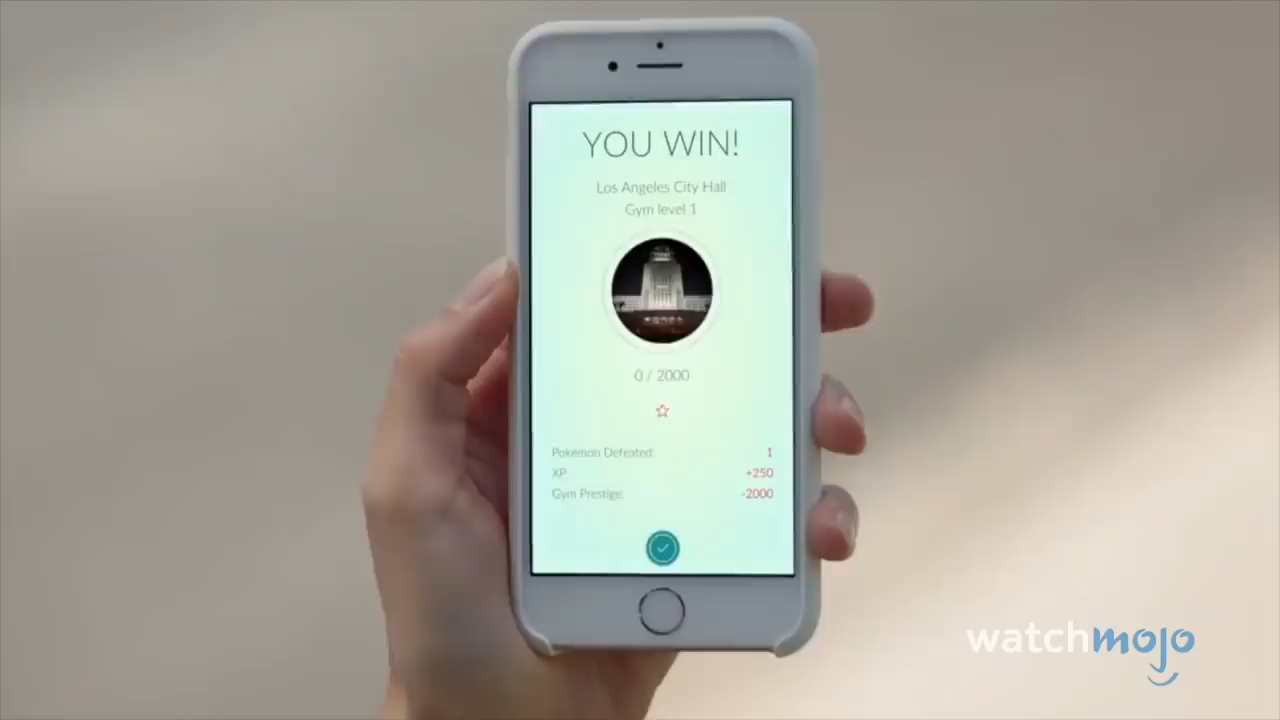 YOU WIN!
Los Angeles City Hall
Gym level 1
0 / 2000
Pokémon Defeated: 1
XP +250
Gym Prestige: -2000
watchmojo